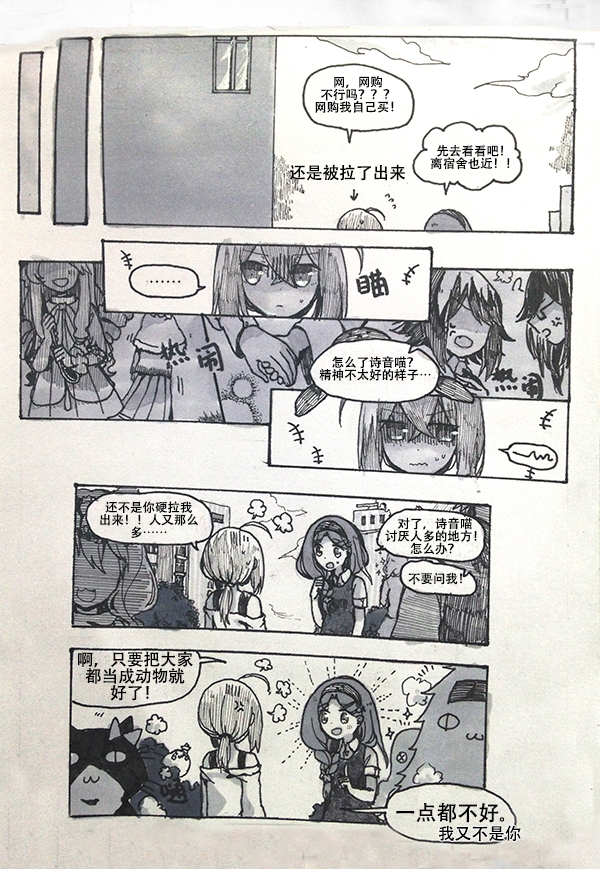 网，网购
不行吗？？？
网购我自己买！
先去看看吧！
离宿舍也近！！
还是被拉了出来
……
瞄
热闹
怎么了诗音喵？
精神不太好的样子…
热闹
还不是你硬拉我
出来！！人又那么
多……
对了，诗音喵
讨厌人多的地方！
怎么办？
不要问我！
啊，只要把大家
都当成动物就
好了！
一点都不好。
我又不是你